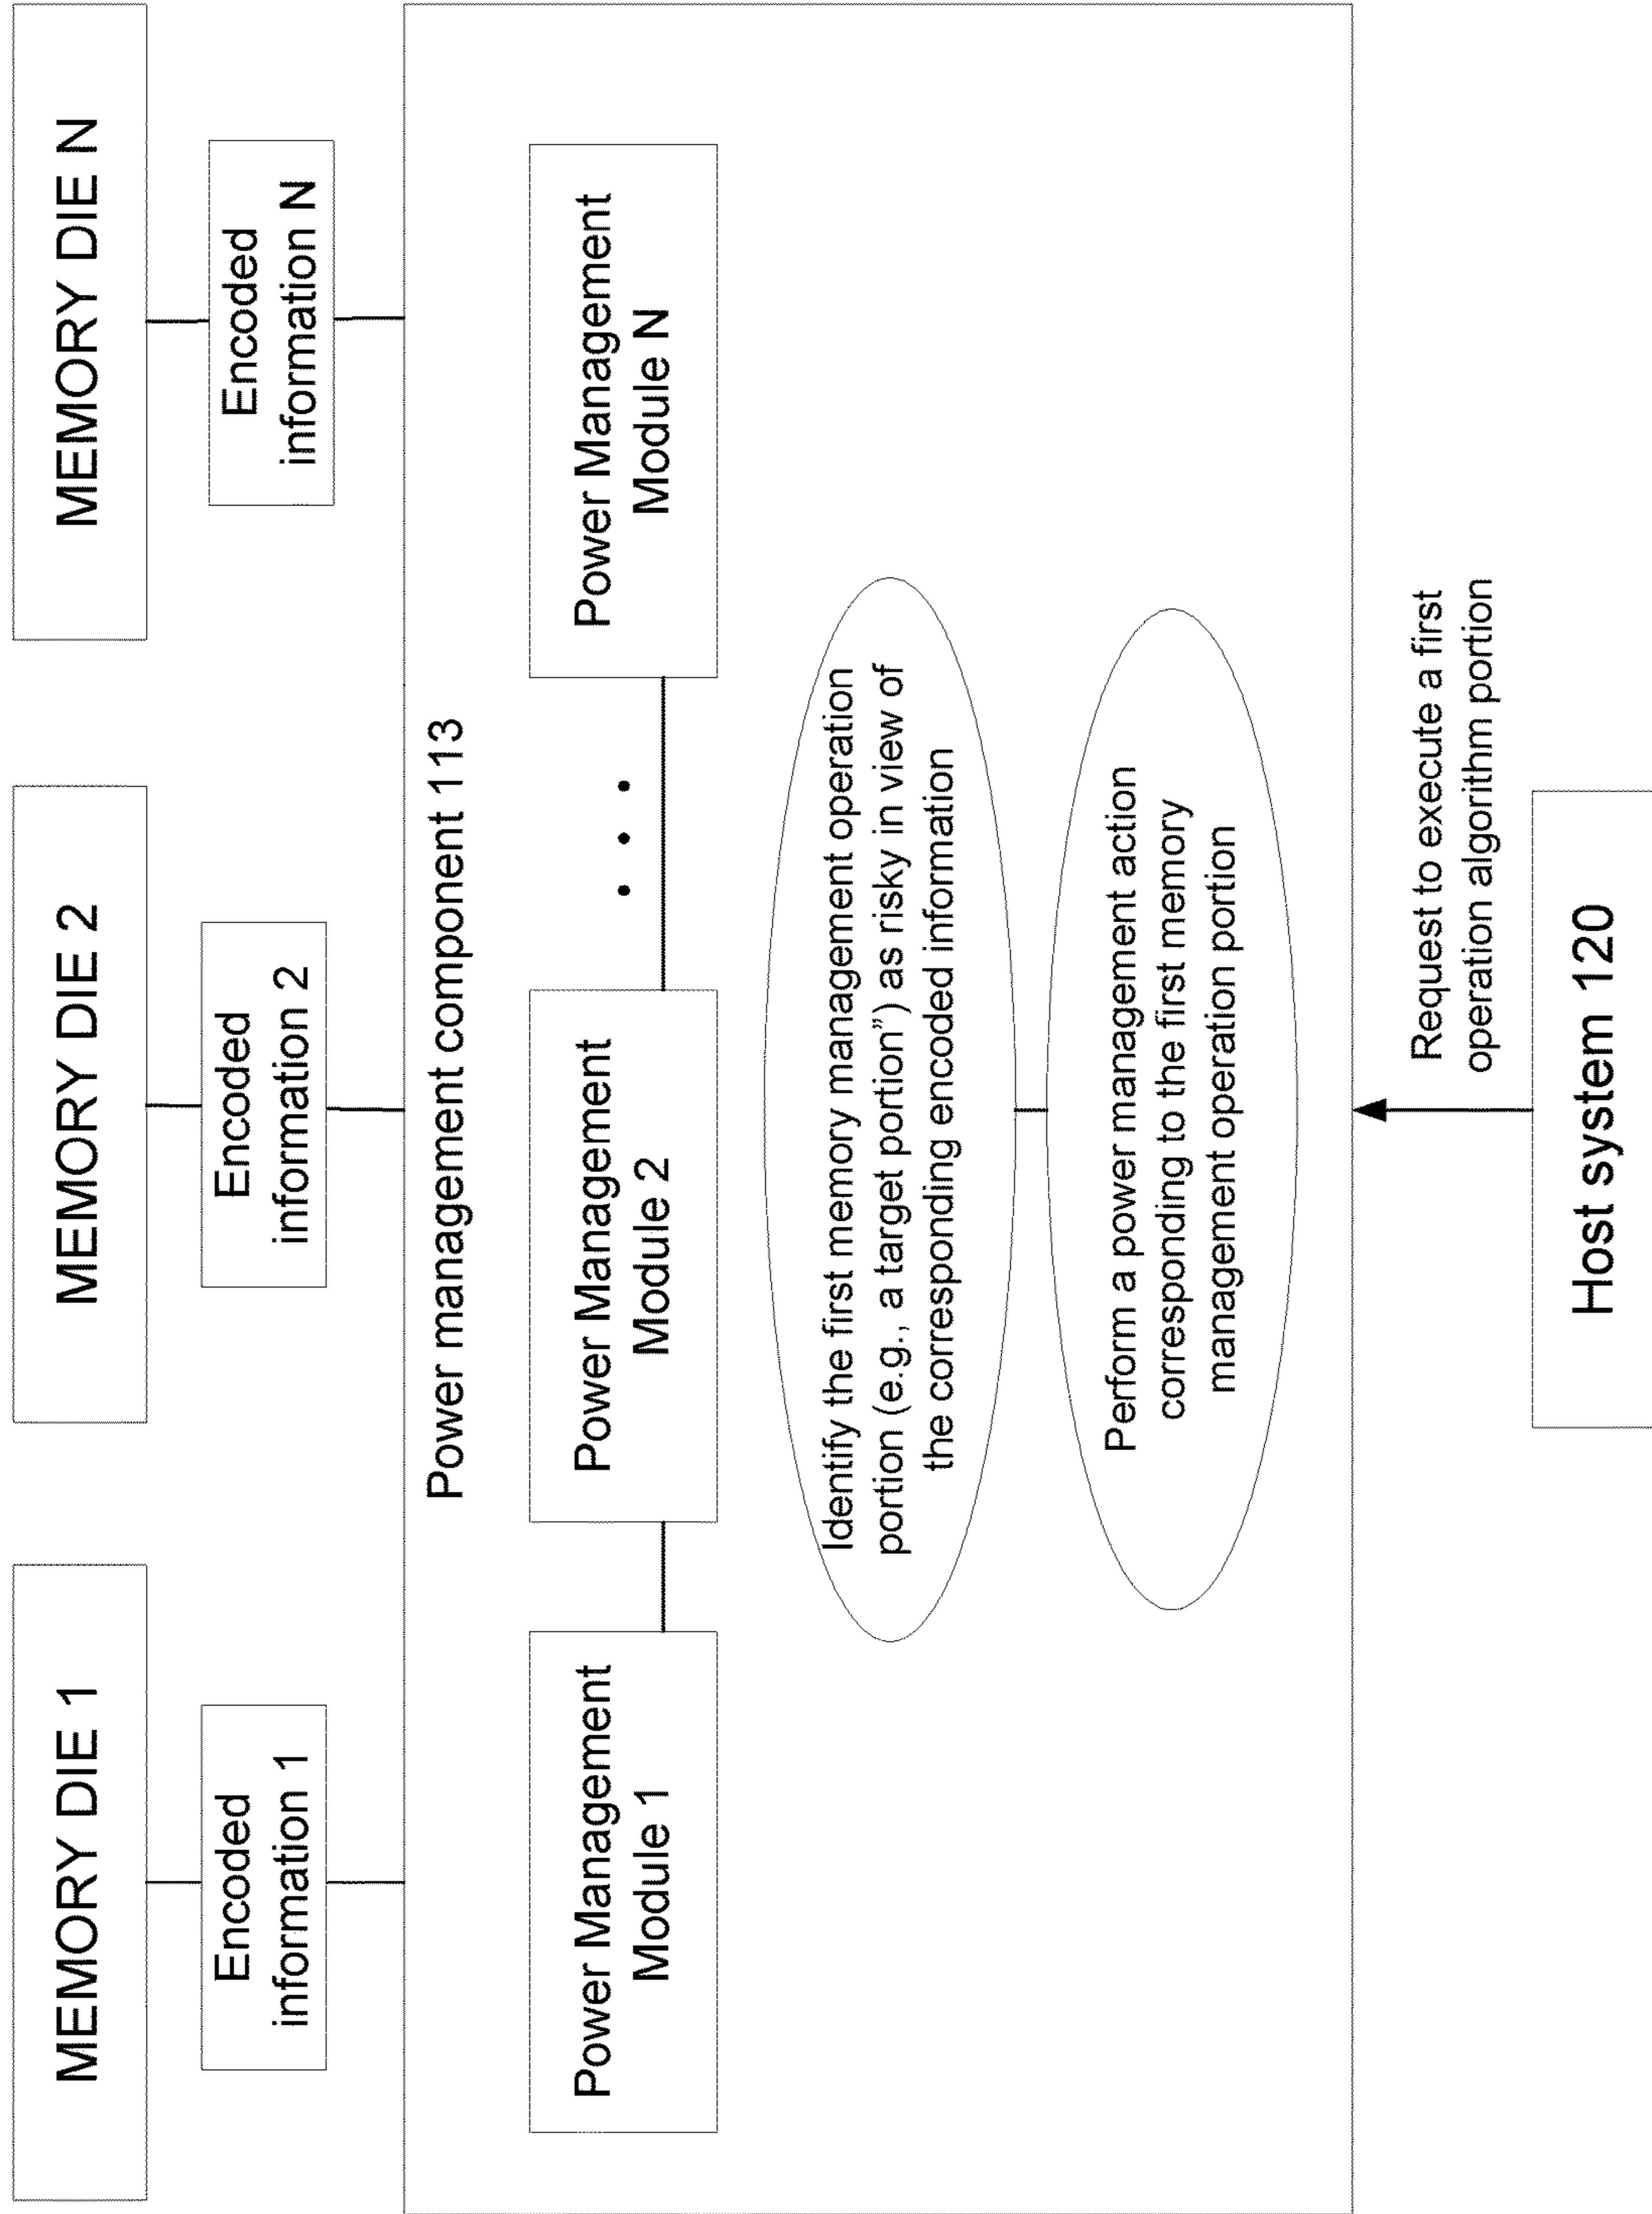 MEMORY DIE 1
MEMORY DIE 2
MEMORY DIE N
Encoded
information 1
Encoded
information 2
Encoded
information N
Power management component 113
Power Management
Module 1
Power Management
Module 2
• • •
Power Management
Module N
Identify the first memory management operation
portion (e.g., a target portion”) as risky in view of
the corresponding encoded information
Perform a power management action
corresponding to the first memory
management operation portion
Request to execute a first
operation algorithm portion
Host system 120